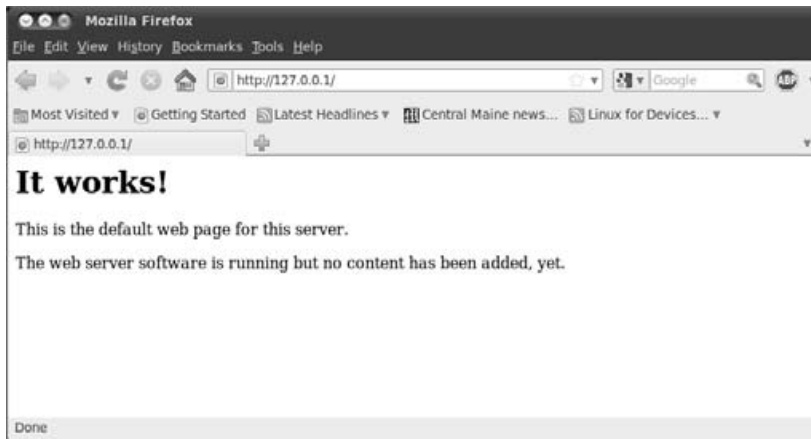 Mozilla Firefox
File Edit View History Bookmarks Tools Help
http://127.0.0.1/ Google ABP
Most Visited Getting Started Latest Headlines Central Maine news... Linux for Devices...
http://127.0.0.1/
It works!
This is the default web page for this server.
The web server software is running but no content has been added, yet.
Done